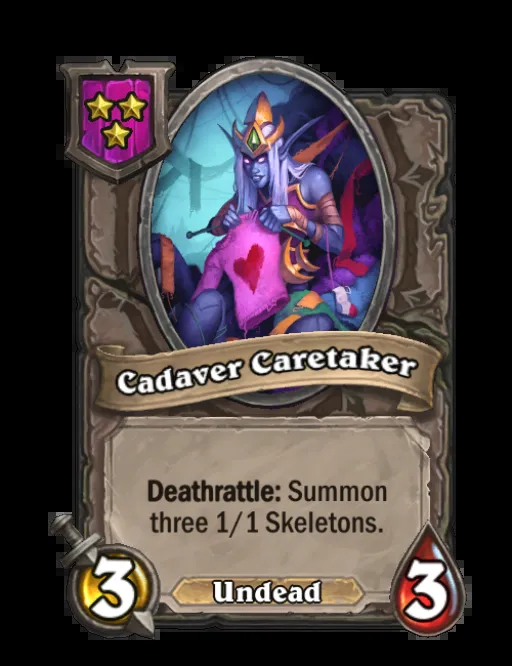 Cadaver Caretaker
Deathrattle: Summon
three 1/1 Skeletons.
3
Undead
3